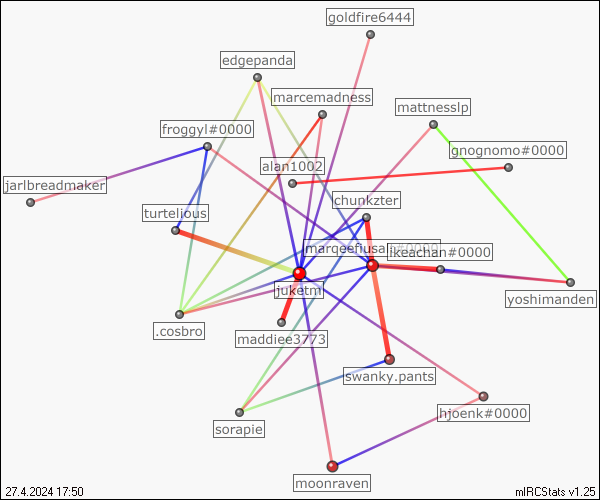 goldfire6444
edgepanda
marcemadness
mattnesslp
froggyl#0000
gnognomo#0000
alan1002
jarlbreadmaker
chunkzter
turtelious
ikeachan#0000
juketm
yoshimanden
.cosbro
maddiee3773
swanky.pants
hjoenk#0000
sorapie
moonraven
27.4.2024 17:50
mIRCStats v1.25